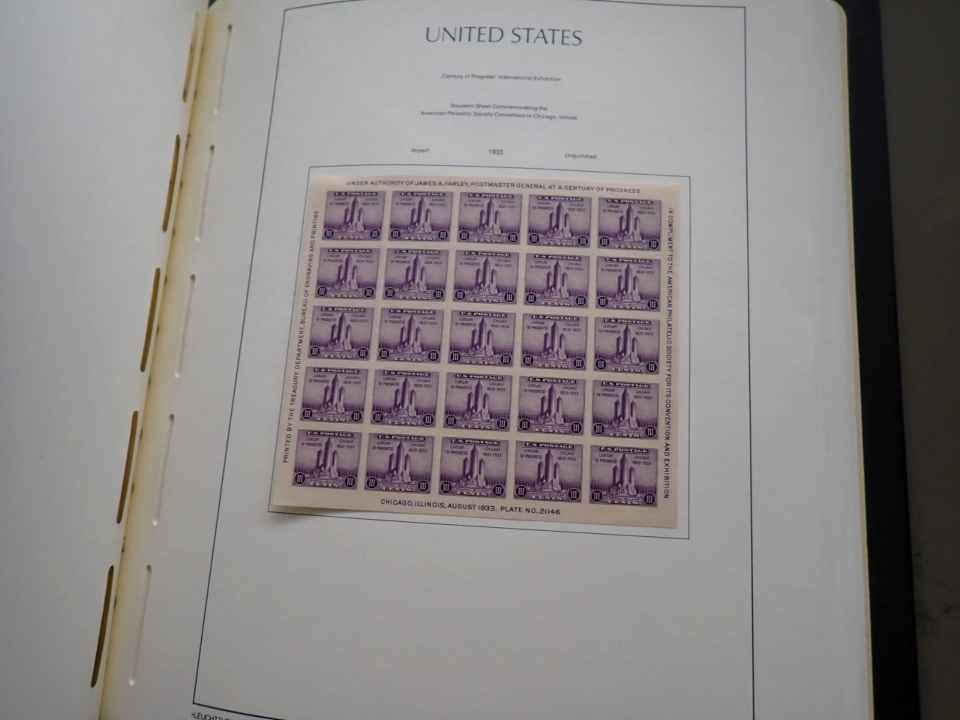 UNITED STATES
„Century of Progress" International Exhibition
Souvenir Sheet Commemorating the
American Philatelic Society Convention in Chicago, Illinois
Imperf. 1933 Ungummed
UNDER AUTHORITY OF JAMES A. FARLEY, POSTMASTER GENERAL AT A CENTURY OF PROGRESS
PRINTED BY THE TREASURY DEPARTMENT, BUREAU OF ENGRAVING AND PRINTING
IN COMPLIMENT TO THE AMERICAN PHILATELIC SOCIETY FOR ITS CONVENTION AND EXHIBITION
U.S. POSTAGE
CHICAGO, ILLINOIS, AUGUST 1933. PLATE NO. 21146